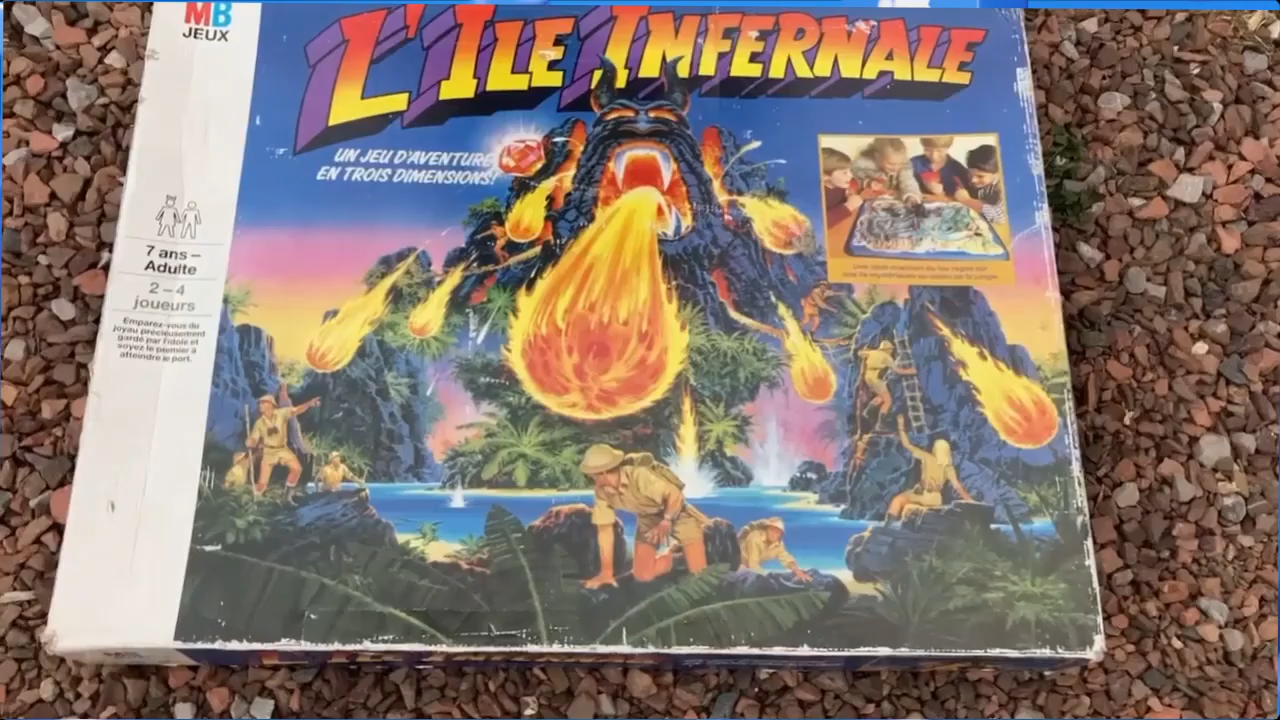 MB
JEUX
L'ILE INFERNALE
UN JEU D'AVENTURE
EN TROIS DIMENSIONS!
7 ans –
Adulte
2 – 4
joueurs
Emparez-vous du
joyau précieusement
gardé par l'idole et
soyez le premier à
atteindre le port.